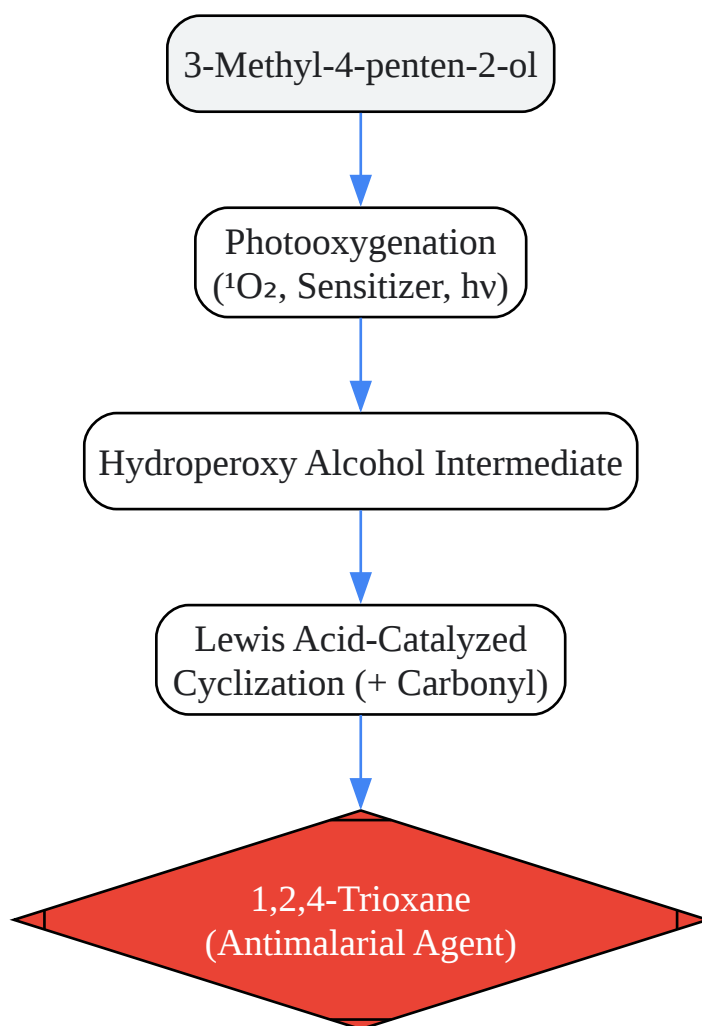 3-Methyl-4-penten-2-ol
Photooxygenation
(¹O₂, Sensitizer, hν)
Hydroperoxy Alcohol Intermediate
Lewis Acid-Catalyzed
Cyclization (+ Carbonyl)
1,2,4-Trioxane
(Antimalarial Agent)